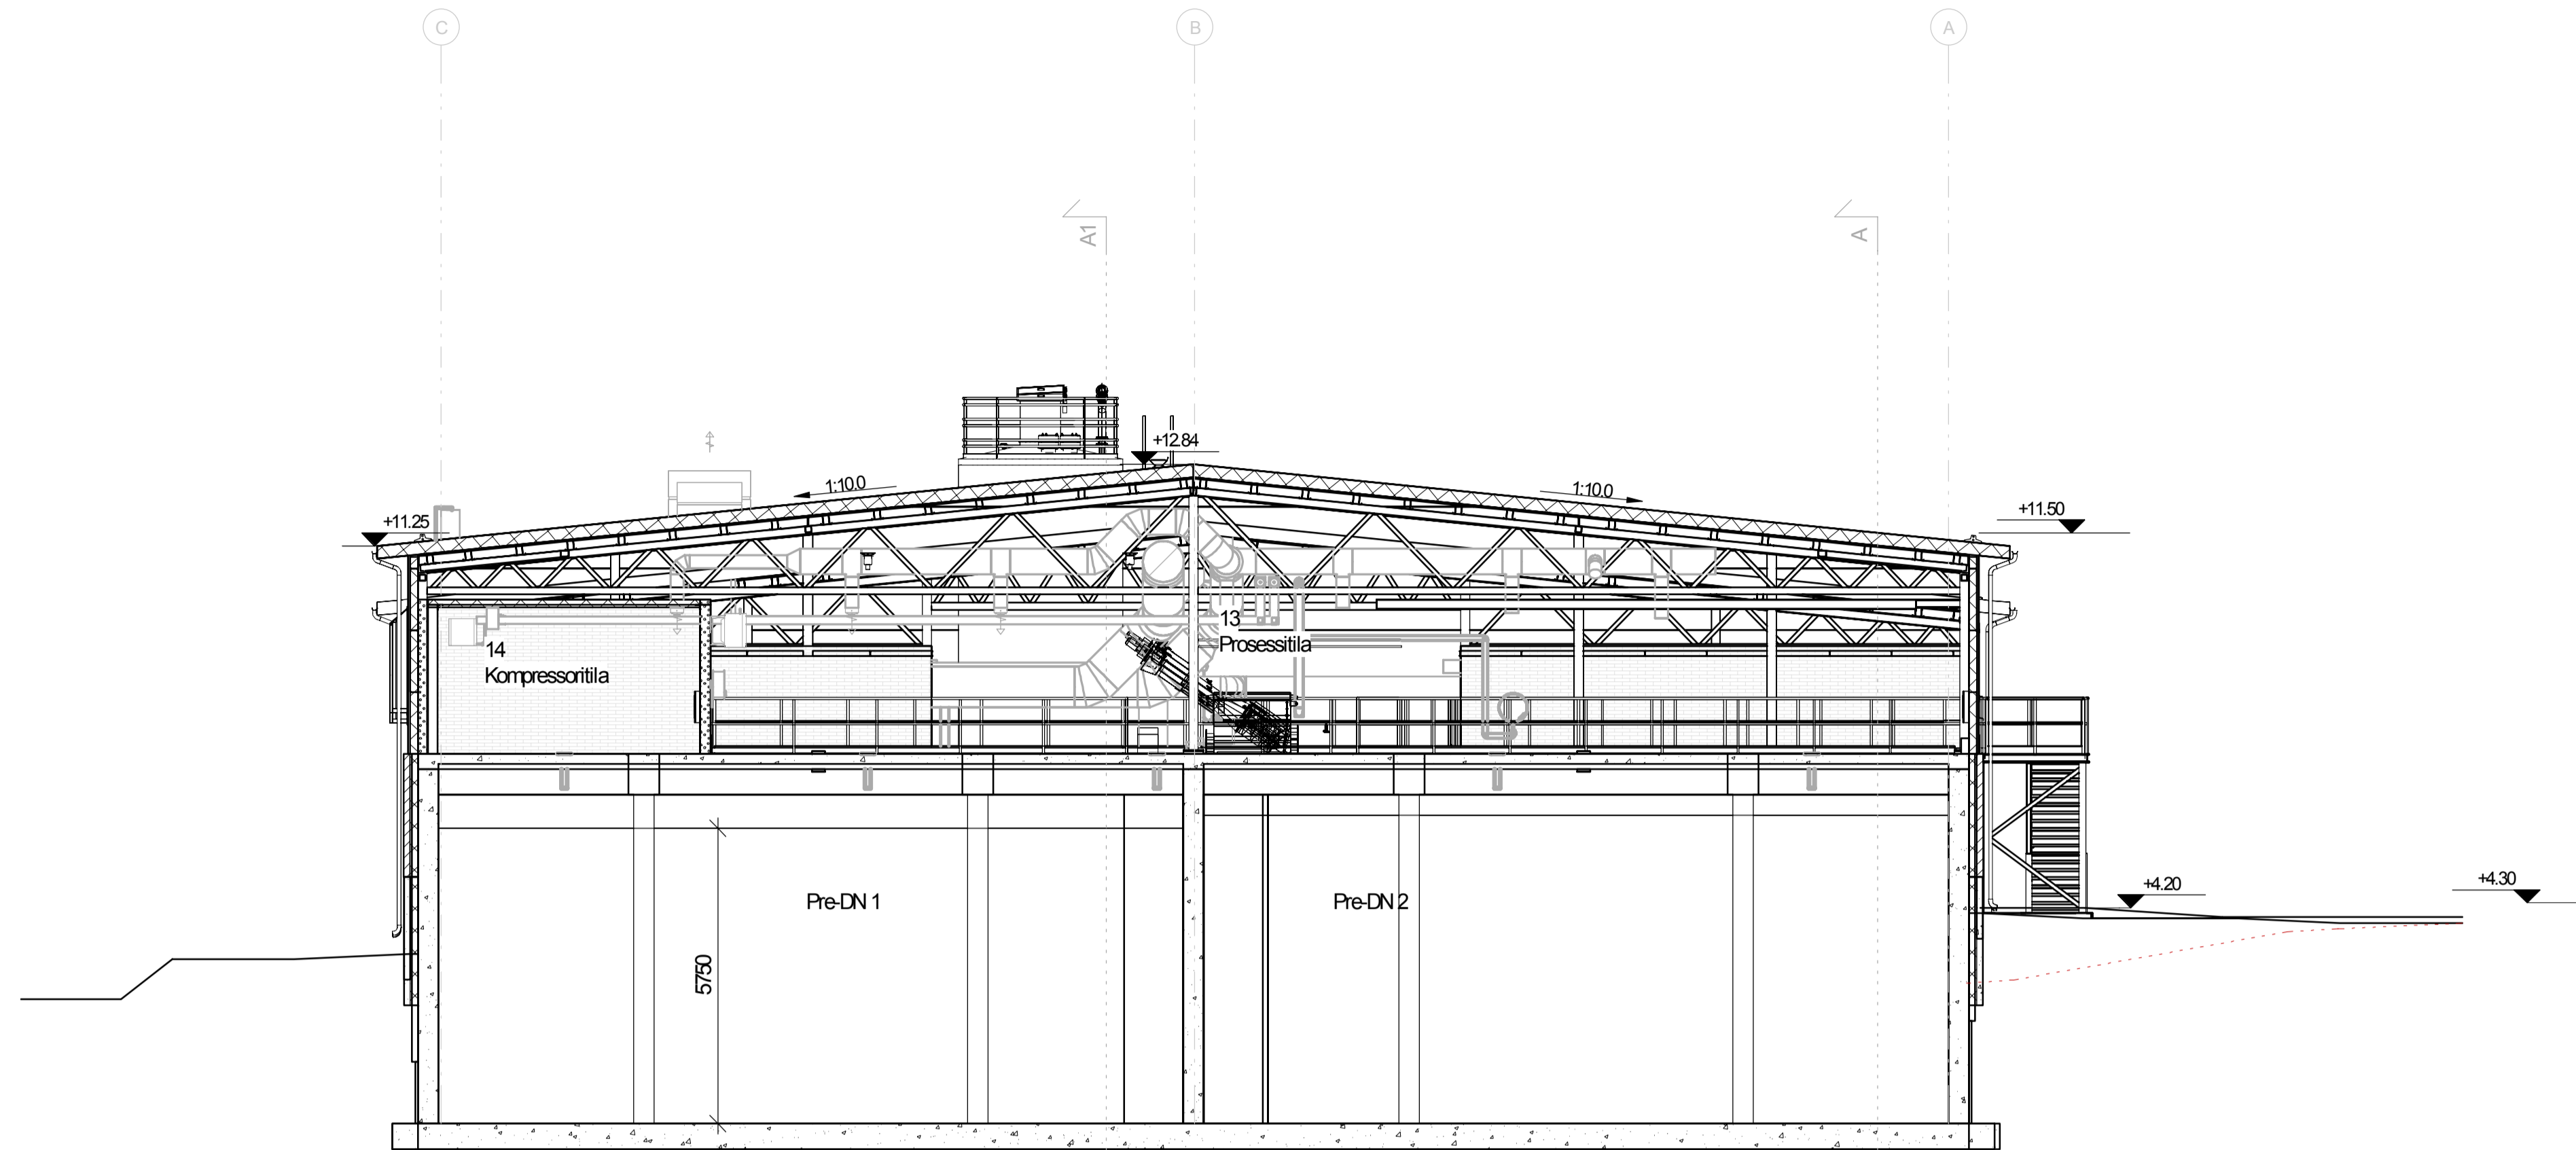 C
B
A
A1
A
+12.84
1:10.0
1:10.0
+11.25
+11.50
13
Prosessitila
14
Kompressoritila
+4.20
+4.30
Pre-DN 1
Pre-DN 2
5750